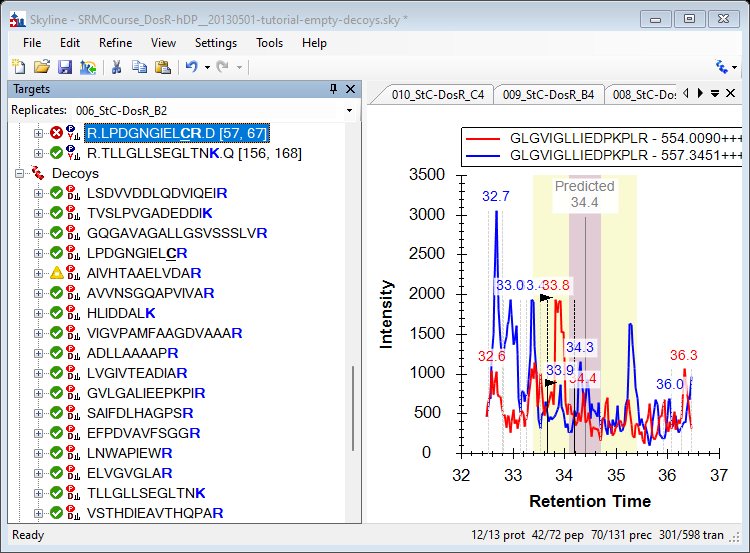 Skyline - SRMCourse_DosR-hDP__20130501-tutorial-empty-decoys.sky *
File Edit Refine View Settings Tools Help
Targets
Replicates: 006_StC-DosR_B2
R.LPDGNGIELCR.D [57, 67]
R.TLLGLLSEGLTNK.Q [156, 168]
Decoys
LSDVVDDLQDVIQEIR
TVSLPVGADEDDIK
GQGAVAGALLGSVSSSLVR
LPDGNGIELCR
AIVHTAAELVDAR
AVVNSGQAPVIVAR
HLIDDALK
VIGVPAMFAAGDVAAAR
ADLLAAAAPR
LVGIVTEADIAR
GVLGALIEEPKPIR
SAIFDLHAGPSR
EFPDVAVFSGGR
LNWAPIEWR
ELVGVGLAR
TLLGLLSEGLTNK
VSTHDIEAVTHQPAR
010_StC-DosR_C4 009_StC-DosR_B4 008_StC-Dos
GLGVIGLLIEDPKPLR - 554.0090+++
GLGVIGLLIEDPKPLR - 557.3451+++
Predicted
34.4
32.7
33.0
33.8
34.3
32.6
33.9
34.4
36.0
36.3
Intensity
3500
3000
2500
2000
1500
1000
500
0
32 33 34 35 36 37
Retention Time
Ready
12/13 prot 42/72 pep 70/131 prec 301/598 tran